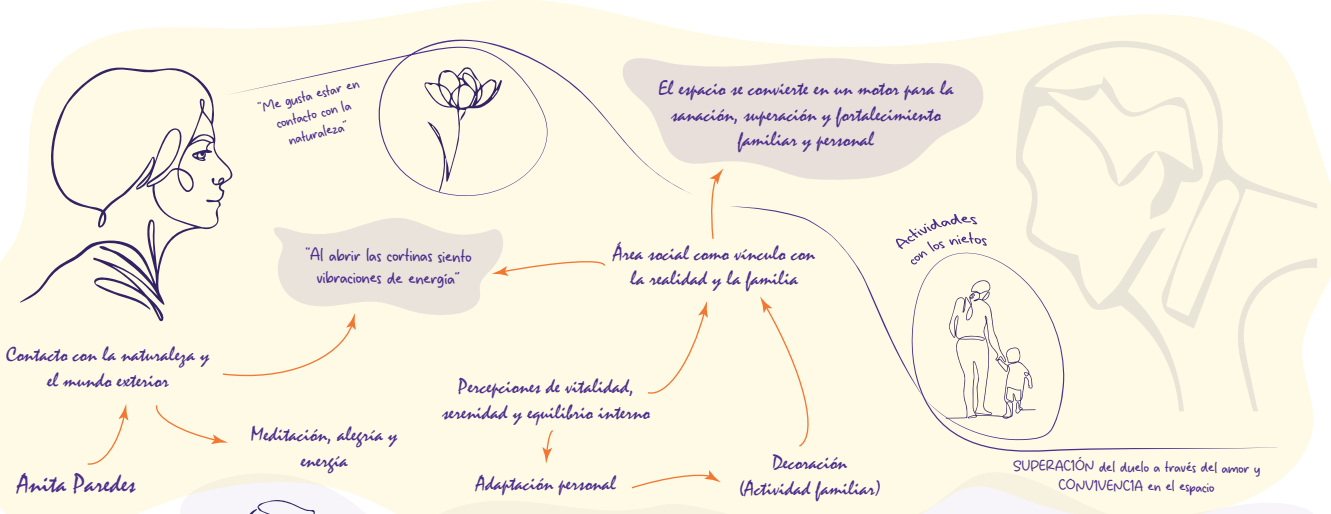 "Me gusta estar en
contacto con la
naturaleza"
El espacio se convierte en un motor para la
sanación, superación y fortalecimiento
familiar y personal
Actividades
con los nietos
"Al abrir las cortinas siento
vibraciones de energía"
Área social como vínculo con
la realidad y la familia
Contacto con la naturaleza y
el mundo exterior
Percepciones de vitalidad,
serenidad y equilibrio interno
Meditación, alegría y
energía
Anita Paredes
Adaptación personal
Decoración
(Actividad familiar)
SUPERACIÓN del duelo a través del amor y
CONVIVENCIA en el espacio